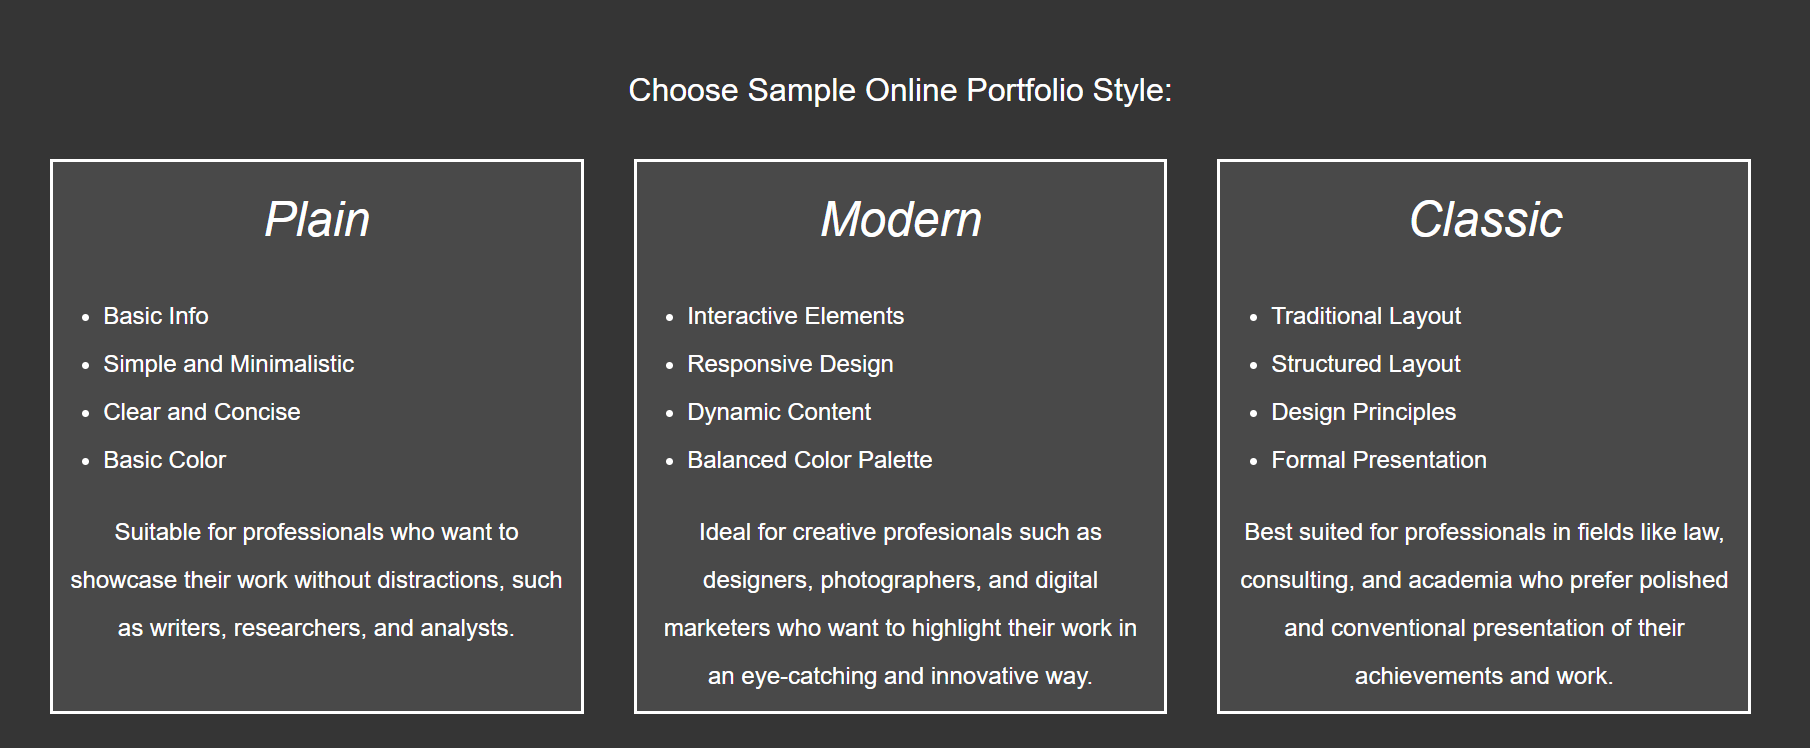 Choose Sample Online Portfolio Style:
Plain
• Basic Info
• Simple and Minimalistic
• Clear and Concise
• Basic Color
Suitable for professionals who want to
showcase their work without distractions, such
as writers, researchers, and analysts.
Modern
• Interactive Elements
• Responsive Design
• Dynamic Content
• Balanced Color Palette
Ideal for creative profesionals such as
designers, photographers, and digital
marketers who want to highlight their work in
an eye-catching and innovative way.
Classic
• Traditional Layout
• Structured Layout
• Design Principles
• Formal Presentation
Best suited for professionals in fields like law,
consulting, and academia who prefer polished
and conventional presentation of their
achievements and work.